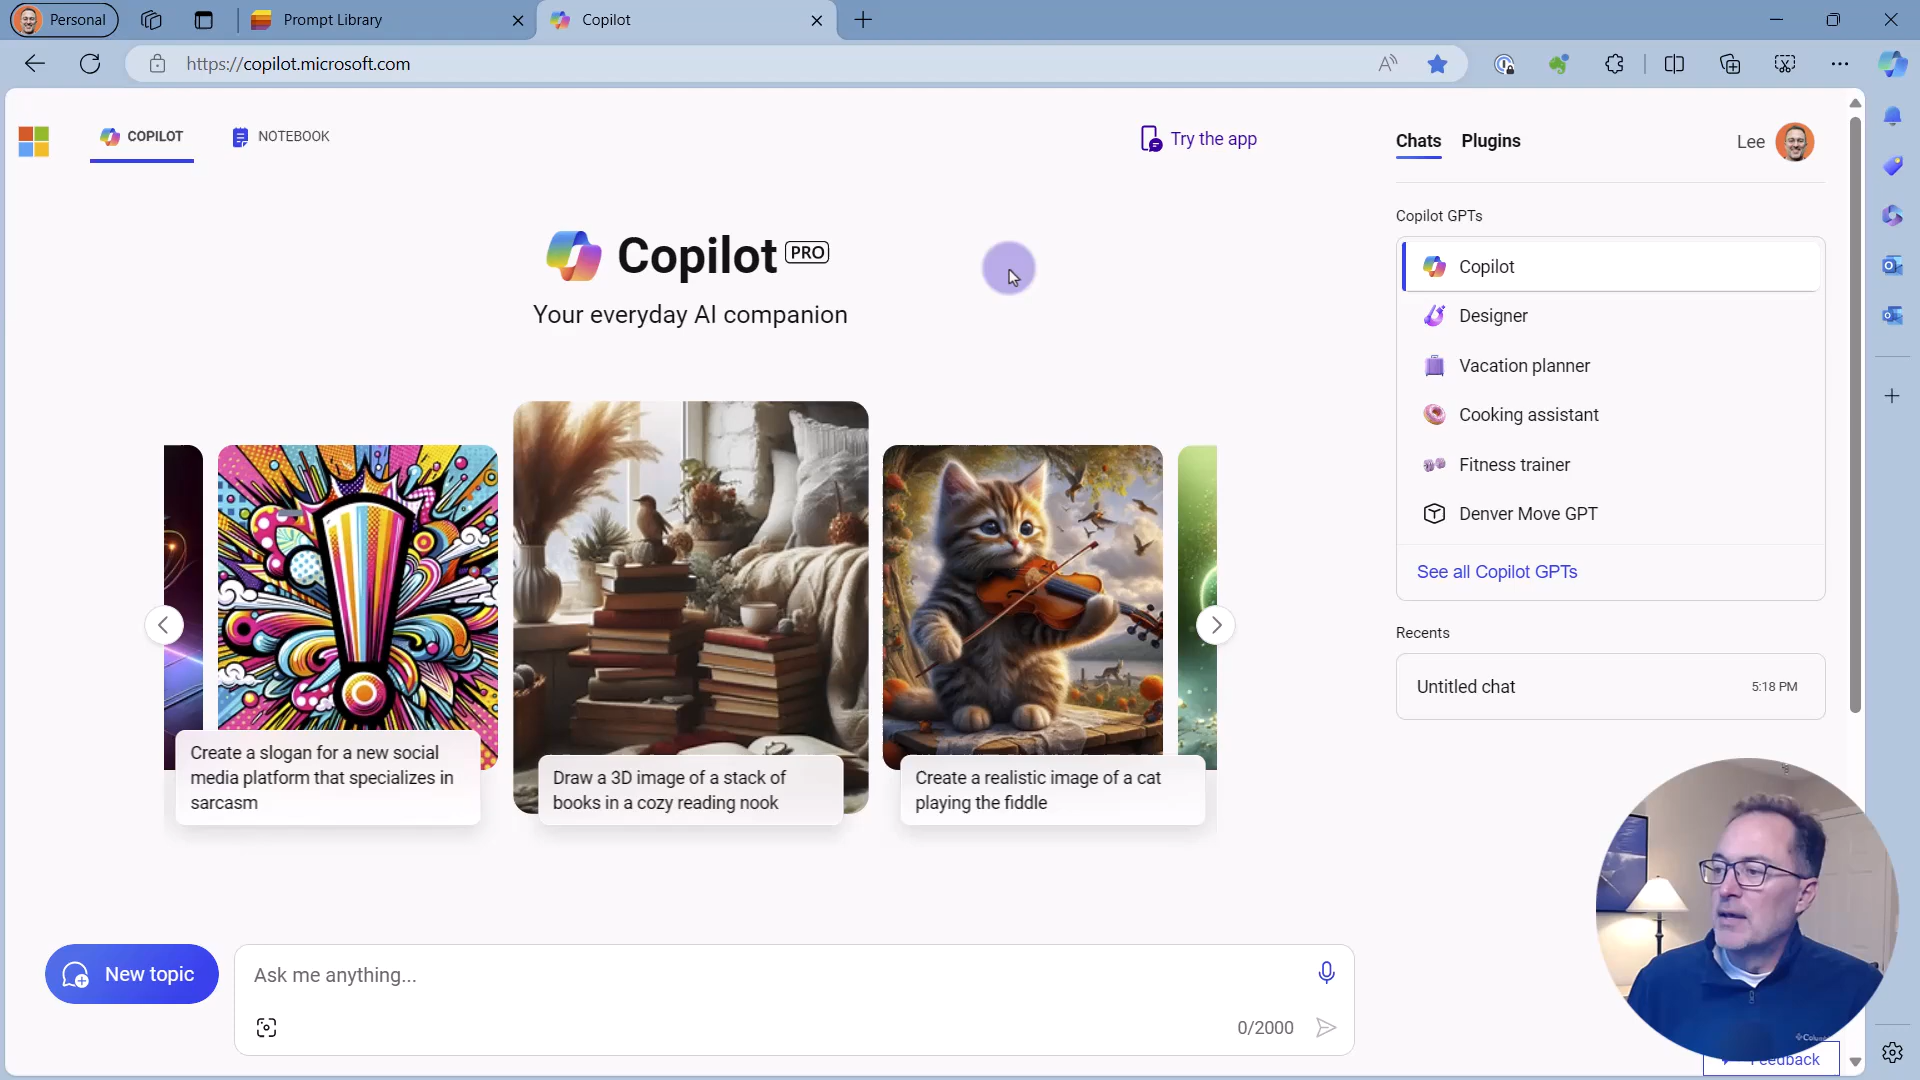 Personal
Prompt Library
Copilot
https://copilot.microsoft.com
COPILOT
NOTEBOOK
Try the app
Chats
Plugins
Lee
Copilot PRO
Your everyday AI companion
Copilot GPTs
Copilot
Designer
Vacation planner
Cooking assistant
Fitness trainer
Denver Move GPT
See all Copilot GPTs
Recents
Untitled chat
5:18 PM
Create a slogan for a new social
media platform that specializes in
sarcasm
Draw a 3D image of a stack of
books in a cozy reading nook
Create a realistic image of a cat
playing the fiddle
New topic
Ask me anything...
0/2000
Feedback